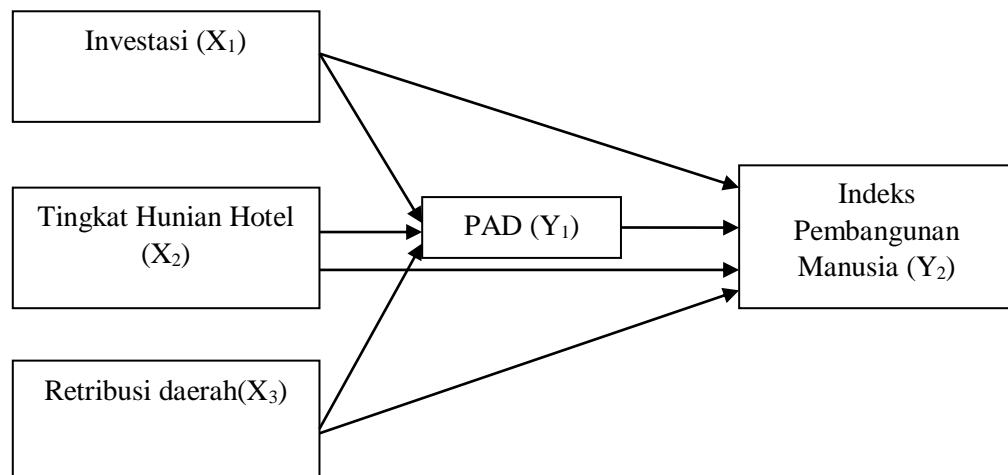 Investasi (X₁)
Tingkat Hunian Hotel
(X₂)
Retribusi daerah(X₃)
PAD (Y₁)
Indeks
Pembangunan
Manusia (Y₂)